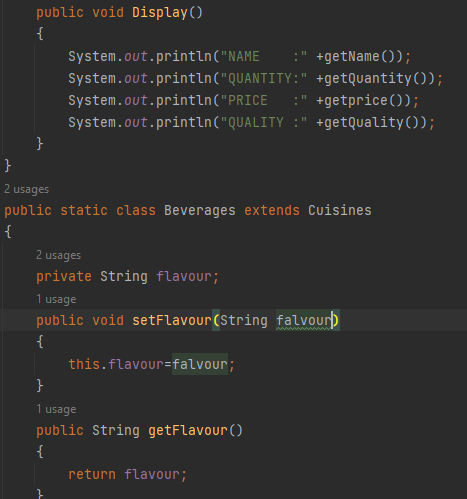 public void Display()
{
System.out.println("NAME    :" +getName());
System.out.println("QUANTITY:" +getQuantity());
System.out.println("PRICE   :" +getprice());
System.out.println("QUALITY :" +getQuality());
}
}
2 usages
public static class Beverages extends Cuisines
{
2 usages
private String flavour;
1 usage
public void setFlavour(String falvour)
{
this.flavour=falvour;
}
1 usage
public String getFlavour()
{
return flavour;
}